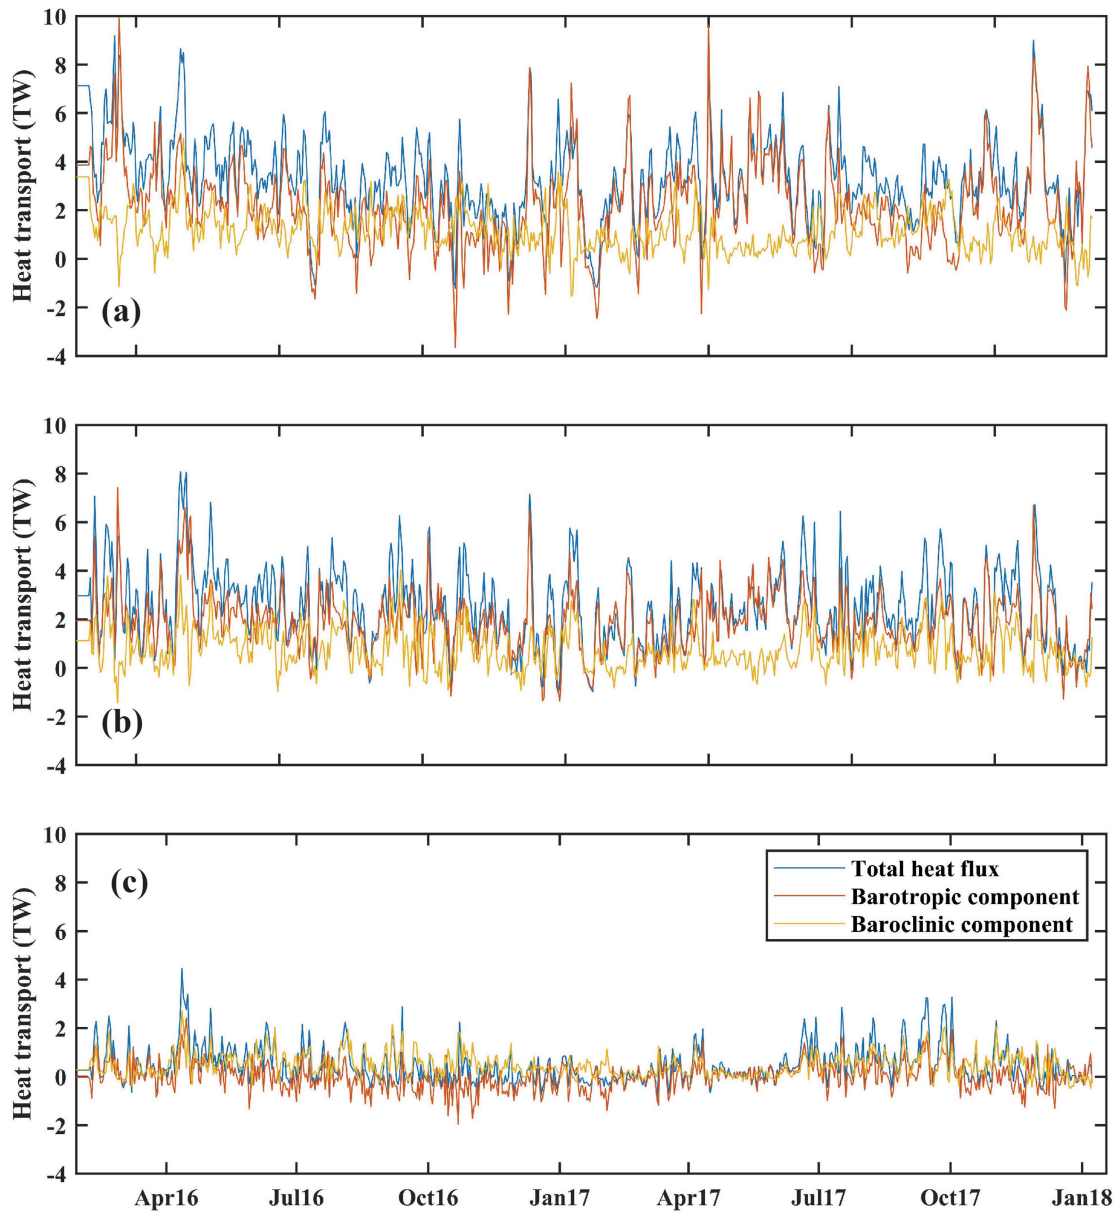 10
8
6
4
2
0
-2
-4
Heat transport (TW)
(a)
10
8
6
4
2
0
-2
-4
Heat transport (TW)
(b)
10
8
6
4
2
0
-2
-4
Heat transport (TW)
(c)
Total heat flux
Barotropic component
Baroclinic component
Apr16 Jul16 Oct16 Jan17 Apr17 Jul17 Oct17 Jan18